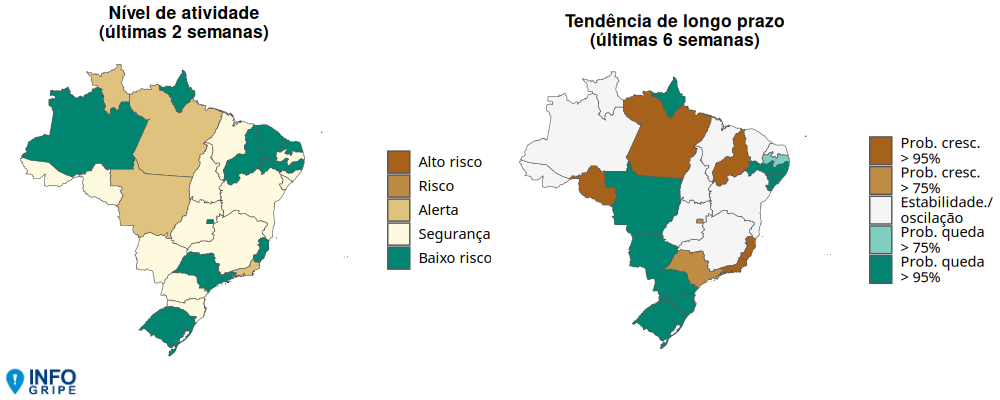 Nível de atividade
(últimas 2 semanas)
Alto risco
Risco
Alerta
Segurança
Baixo risco
Tendência de longo prazo
(últimas 6 semanas)
Prob. cresc.
> 95%
Prob. cresc.
> 75%
Estabilidade./
oscilação
Prob. queda
> 75%
Prob. queda
> 95%
INFO
GRIPE